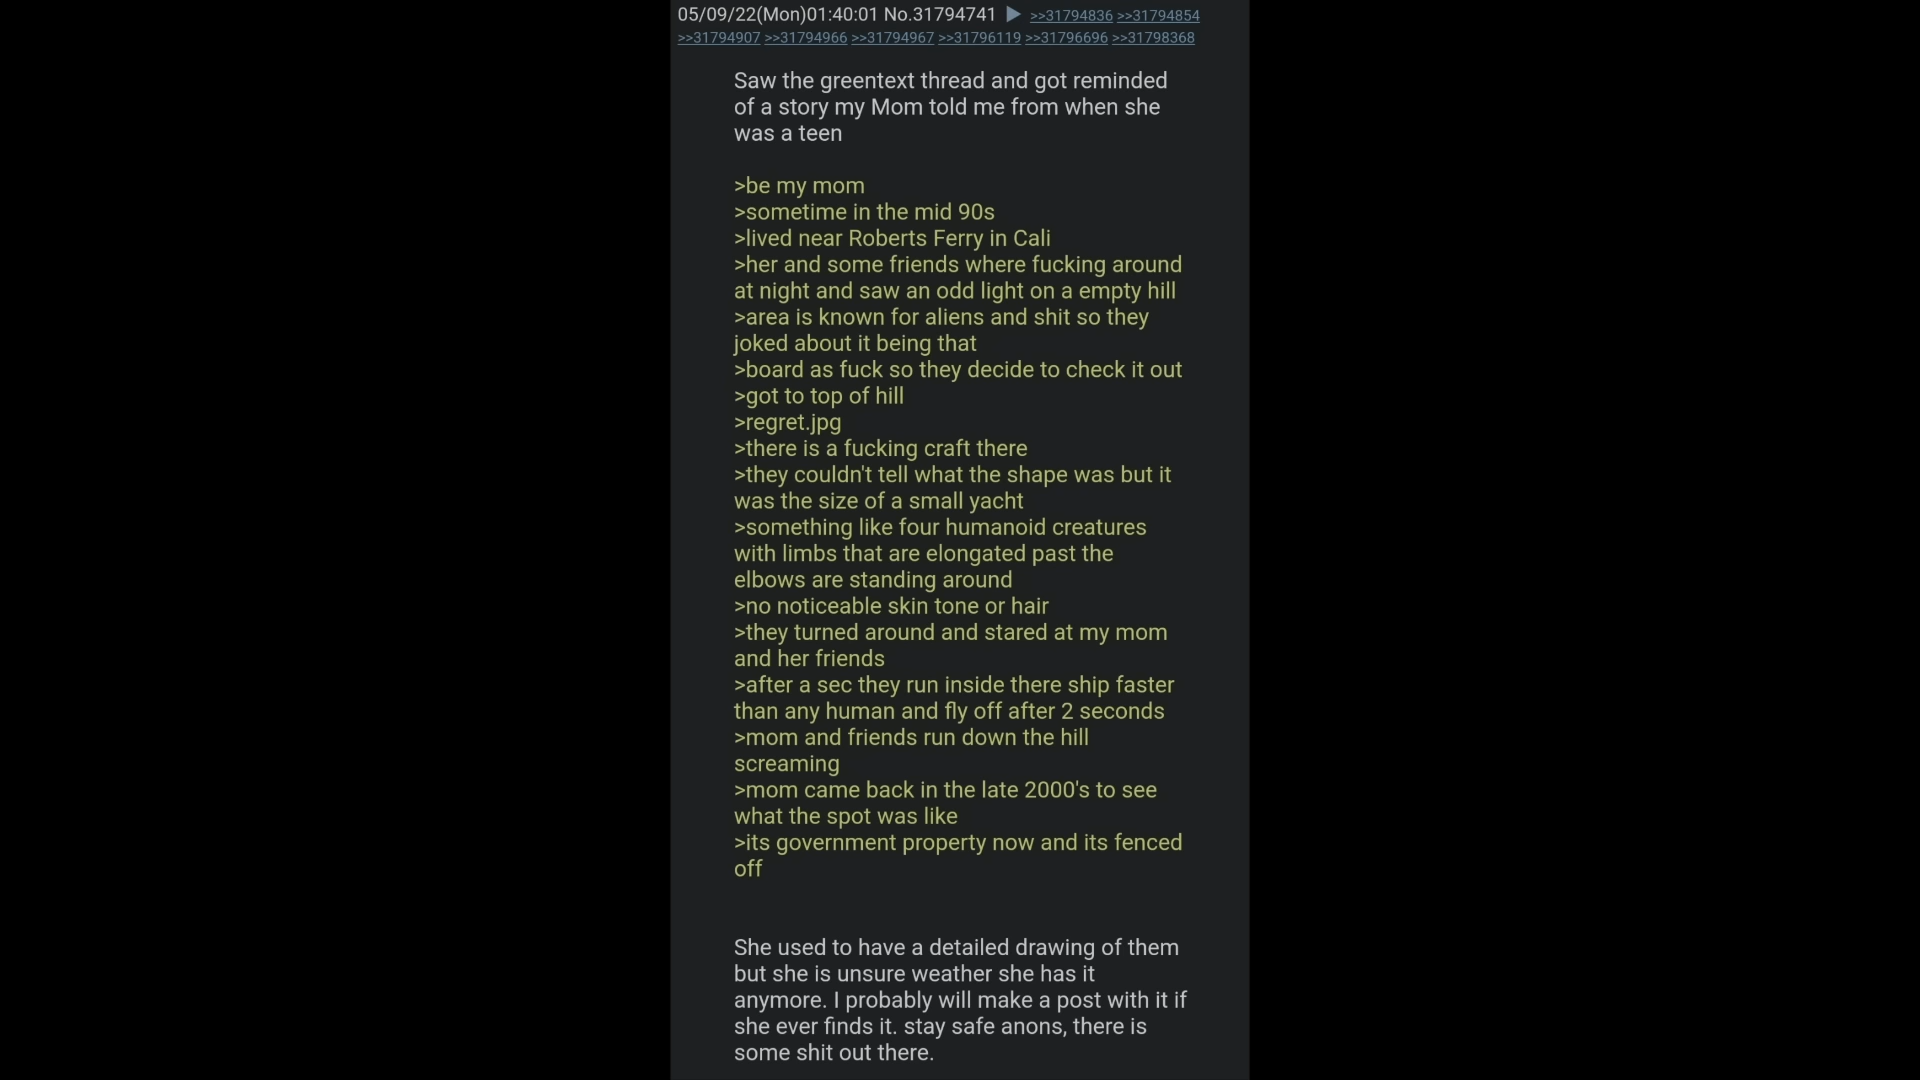 05/09/22(Mon)01:40:01 No.31794741 ▶ >>31794836 >>31794854
>>31794907 >>31794966 >>31794967 >>31796119 >>31796696 >>31798368
Saw the greentext thread and got reminded
of a story my Mom told me from when she
was a teen
>be my mom
>sometime in the mid 90s
>lived near Roberts Ferry in Cali
>her and some friends where fucking around
at night and saw an odd light on a empty hill
>area is known for aliens and shit so they
joked about it being that
>board as fuck so they decide to check it out
>got to top of hill
>regret.jpg
>there is a fucking craft there
>they couldn't tell what the shape was but it
was the size of a small yacht
>something like four humanoid creatures
with limbs that are elongated past the
elbows are standing around
>no noticeable skin tone or hair
>they turned around and stared at my mom
and her friends
>after a sec they run inside there ship faster
than any human and fly off after 2 seconds
>mom and friends run down the hill
screaming
>mom came back in the late 2000's to see
what the spot was like
>its government property now and its fenced
off
She used to have a detailed drawing of them
but she is unsure weather she has it
anymore. I probably will make a post with it if
she ever finds it. stay safe anons, there is
some shit out there.